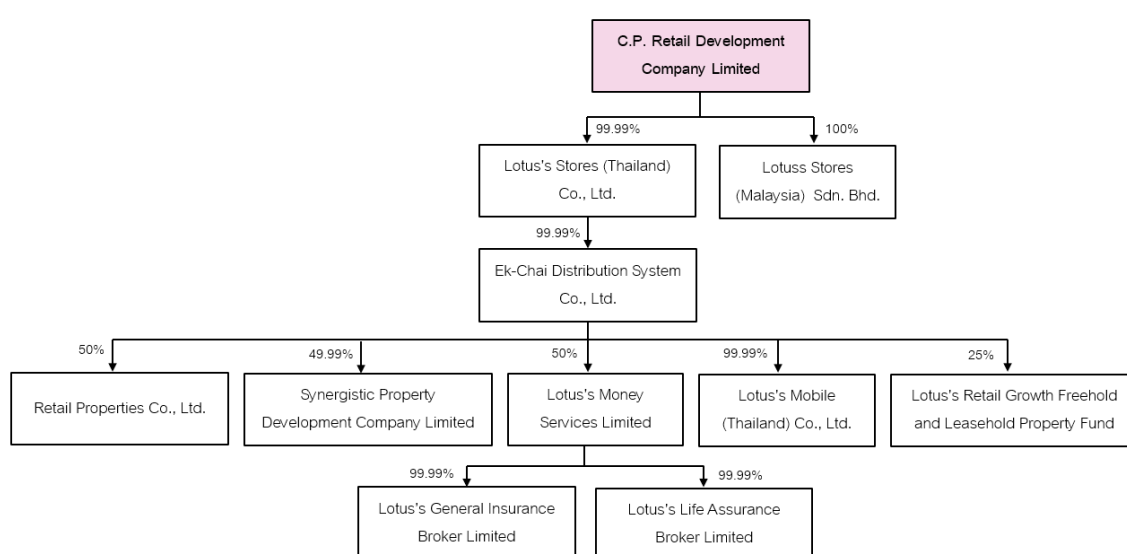 C.P. Retail Development
Company Limited
99.99%
100%
Lotus's Stores (Thailand)
Co., Ltd.
Lotuss Stores
(Malaysia) Sdn. Bhd.
99.99%
Ek-Chai Distribution System
Co., Ltd.
50%
49.99%
50%
99.99%
25%
Retail Properties Co., Ltd.
Synergistic Property
Development Company Limited
Lotus's Money
Services Limited
Lotus's Mobile
(Thailand) Co., Ltd.
Lotus's Retail Growth Freehold
and Leasehold Property Fund
99.99%
99.99%
Lotus's General Insurance
Broker Limited
Lotus's Life Assurance
Broker Limited